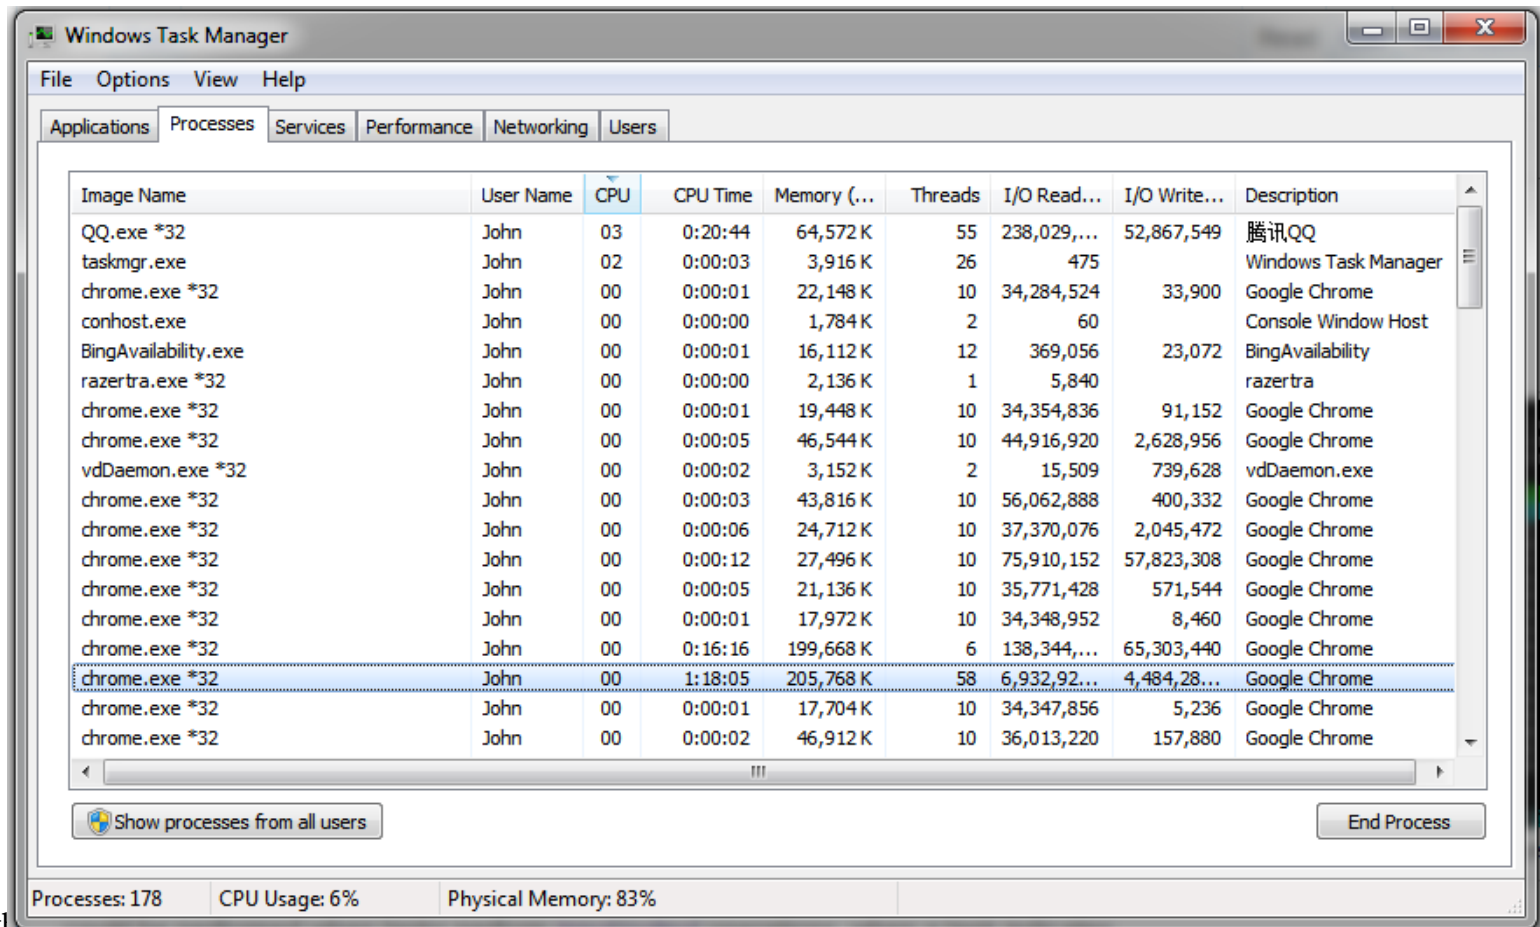 Windows Task Manager
File Options View Help
Applications Processes Services Performance Networking Users
Image Name User Name CPU CPU Time Memory (... Threads I/O Read... I/O Write... Description
QQ.exe *32 John 03 0:20:44 64,572 K 55 238,029,... 52,867,549 腾讯QQ
taskmgr.exe John 02 0:00:03 3,916 K 26 475 Windows Task Manager
chrome.exe *32 John 00 0:00:01 22,148 K 10 34,284,524 33,900 Google Chrome
conhost.exe John 00 0:00:00 1,784 K 2 60 Console Window Host
BingAvailability.exe John 00 0:00:01 16,112 K 12 369,056 23,072 BingAvailability
razertra.exe *32 John 00 0:00:00 2,136 K 1 5,840 razertra
chrome.exe *32 John 00 0:00:01 19,448 K 10 34,354,836 91,152 Google Chrome
chrome.exe *32 John 00 0:00:05 46,544 K 10 44,916,920 2,628,956 Google Chrome
vdDaemon.exe *32 John 00 0:00:02 3,152 K 2 15,509 739,628 vdDaemon.exe
chrome.exe *32 John 00 0:00:03 43,816 K 10 56,062,888 400,332 Google Chrome
chrome.exe *32 John 00 0:00:06 24,712 K 10 37,370,076 2,045,472 Google Chrome
chrome.exe *32 John 00 0:00:12 27,496 K 10 75,910,152 57,823,308 Google Chrome
chrome.exe *32 John 00 0:00:05 21,136 K 10 35,771,428 571,544 Google Chrome
chrome.exe *32 John 00 0:00:01 17,972 K 10 34,348,952 8,460 Google Chrome
chrome.exe *32 John 00 0:16:16 199,668 K 6 138,344,... 65,303,440 Google Chrome
chrome.exe *32 John 00 1:18:05 205,768 K 58 6,932,92... 4,484,28... Google Chrome
chrome.exe *32 John 00 0:00:01 17,704 K 10 34,347,856 5,236 Google Chrome
chrome.exe *32 John 00 0:00:02 46,912 K 10 36,013,220 157,880 Google Chrome
Show processes from all users End Process
Processes: 178 CPU Usage: 6% Physical Memory: 83%